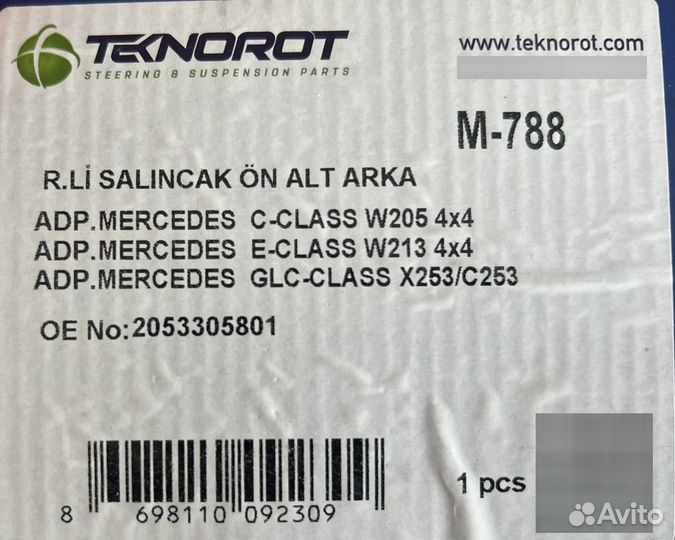 TEKNOROT
STEERING & SUSPENSION PARTS
www.teknorot.com
M-788
R.Lİ SALINCAK ÖN ALT ARKA
ADP.MERCEDES C-CLASS W205 4x4
ADP.MERCEDES E-CLASS W213 4x4
ADP.MERCEDES GLC-CLASS X253/C253
OE No:2053305801
1 pcs
8 698110 092309
Avito